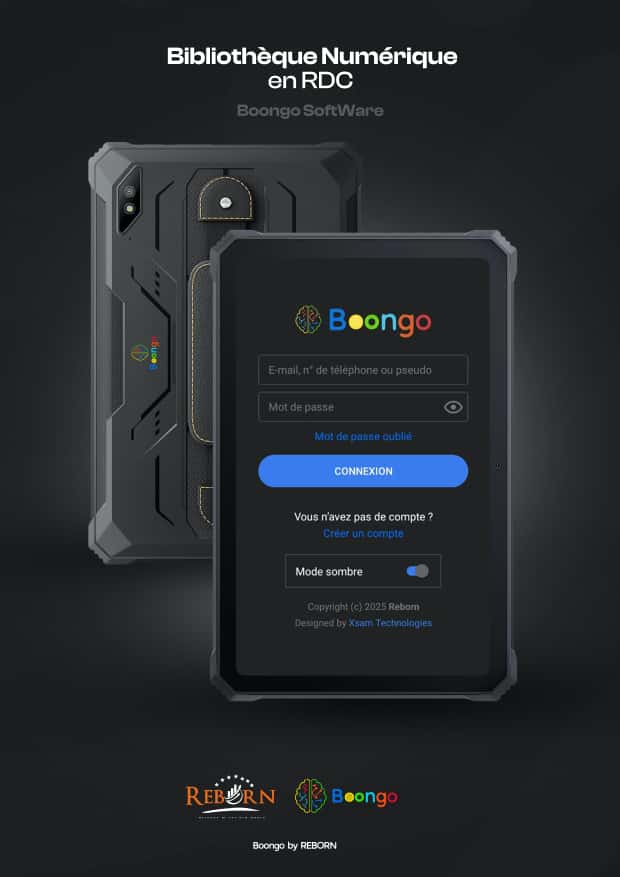 Bibliothèque Numérique
en RDC
Boongo SoftWare
Boongo
Boongo
E-mail, n° de téléphone ou pseudo
Mot de passe
Mot de passe oublié
CONNEXION
Vous n'avez pas de compte ?
Créer un compte
Mode sombre
Copyright (c) 2025 Reborn
Designed by Xsam Technologies
REBORN
Boongo
Boongo by REBORN